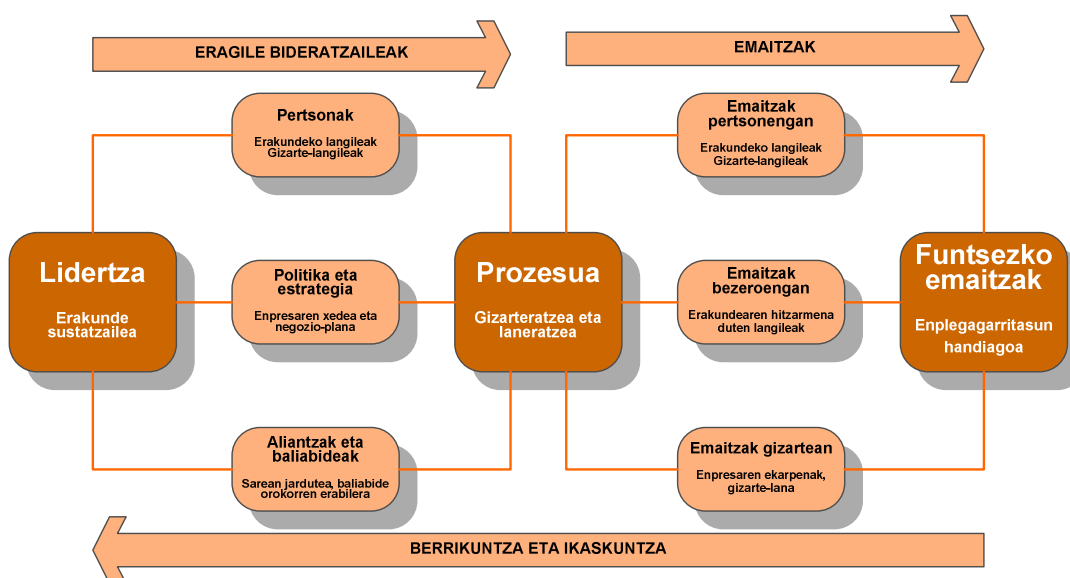 ERAGILE BIDERATZAILEAK
EMAITZAK
Pertsonak
Erakundeko langileak
Gizarte-langileak
Emaitzak
pertsonengan
Erakundeko langileak
Gizarte-langileak
Lidertza
Erakunde
sustatzailea
Politika eta
estrategia
Enpresaren xedea eta
negozio-plana
Prozesua
Gizarteratzea eta
laneratzea
Emaitzak
bezeroengan
Erakundearen hitzarmena
duten langileak
Funtsezko
emaitzak
Enplegagarritasun
handiagoa
Aliantzak eta
baliabideak
Sarean jardutea, baliabide
orokorren erabilera
Emaitzak gizartean
Enpresaren ekarpenak,
gizarte-lana
BERRIKUNTZA ETA IKASKUNTZA